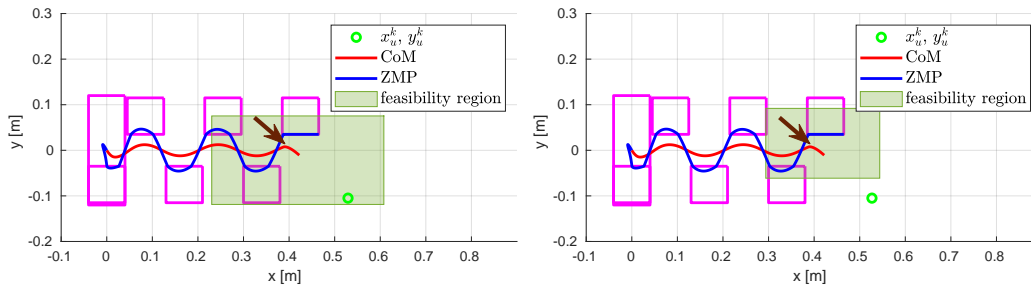 0.3
0.2
0.1
0
-0.1
-0.2
y [m]
-0.1 0 0.1 0.2 0.3 0.4 0.5 0.6 0.7 0.8
x [m]
$x_u^k$, $y_u^k$
CoM
ZMP
feasibility region
0.3
0.2
0.1
0
-0.1
-0.2
y [m]
-0.1 0 0.1 0.2 0.3 0.4 0.5 0.6 0.7 0.8
x [m]
$x_u^k$, $y_u^k$
CoM
ZMP
feasibility region